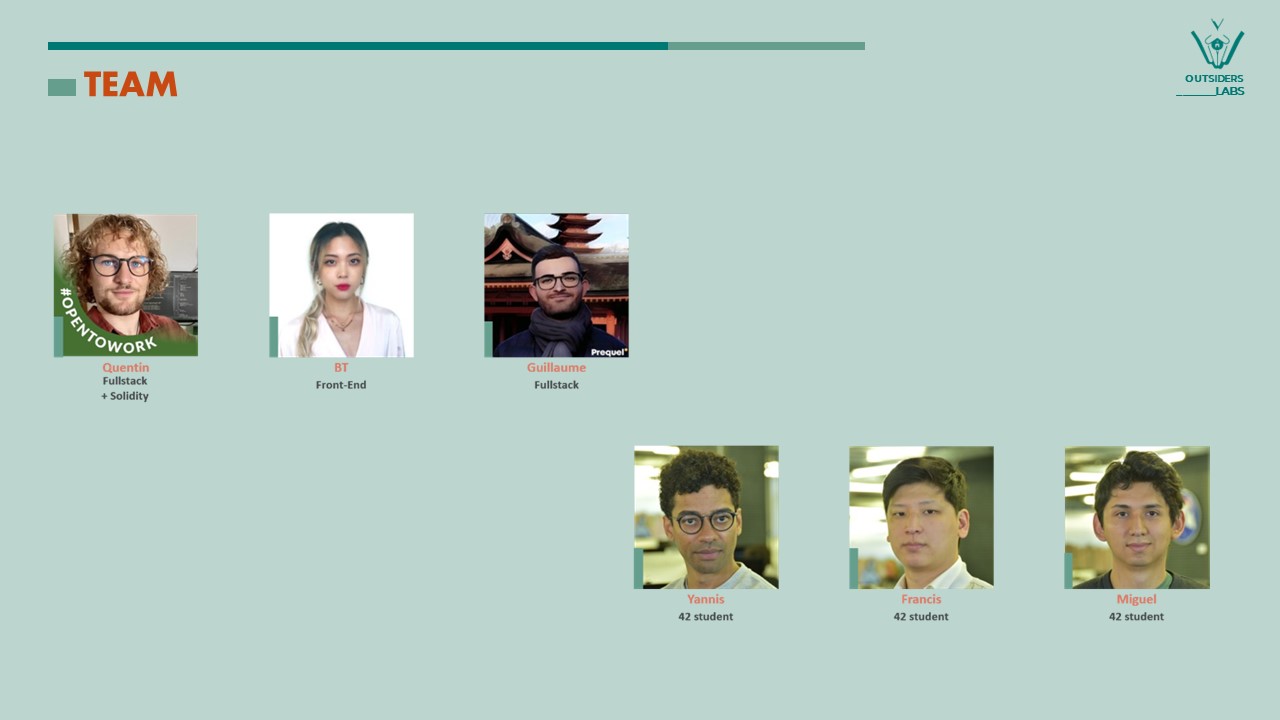 TEAM
OUTSIDERS
______LABS
#OPENTOWORK
Prequel
Quentin
Fullstack
+ Solidity
BT
Front-End
Guillaume
Fullstack
Yannis
42 student
Francis
42 student
Miguel
42 student